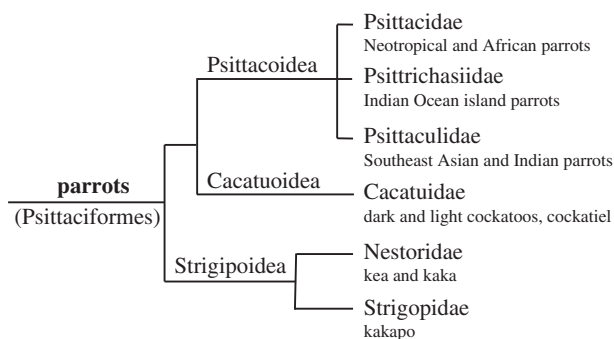 Psittacidae
Neotropical and African parrots
Psittacoidea
Psittrichasiidae
Indian Ocean island parrots
Psittaculidae
Southeast Asian and Indian parrots
parrots
(Psittaciformes)
Cacatuoidea
Cacatuidae
dark and light cockatoos, cockatiel
Strigipoidea
Nestoridae
kea and kaka
Strigopidae
kakapo